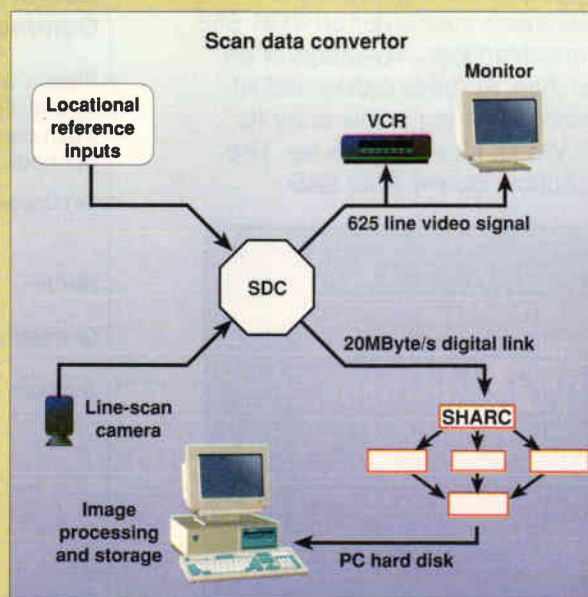 Scan data convertor
Locational
reference
inputs
Monitor
VCR
625 line video signal
SDC
20MByte/s digital link
Line-scan
camera
SHARC
Image
processing
and storage
PC hard disk